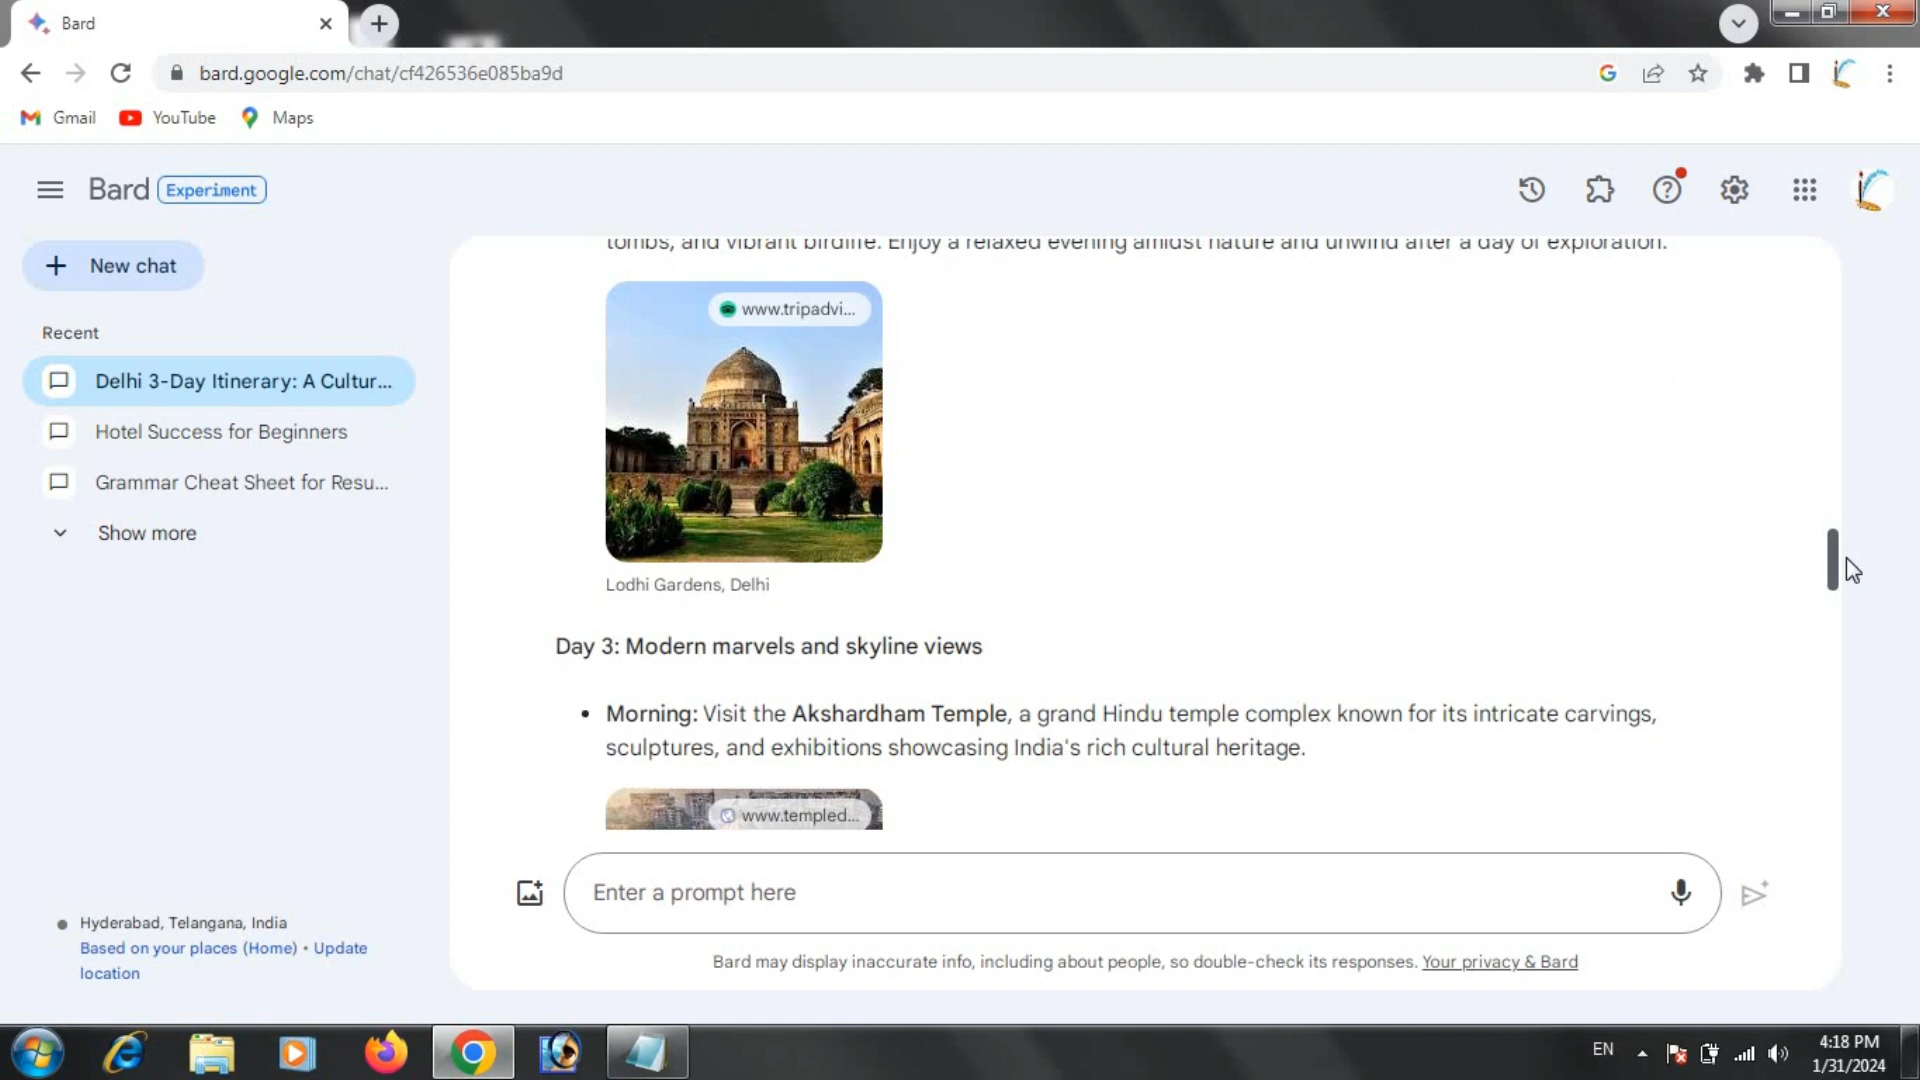 Bard
bard.google.com/chat/cf426536e085ba9d
Gmail
YouTube
Maps
Bard
Experiment
New chat
Recent
Delhi 3-Day Itinerary: A Cultur...
Hotel Success for Beginners
Grammar Cheat Sheet for Resu...
Show more
Hyderabad, Telangana, India
Based on your places (Home) • Update
location
tombs, and vibrant birdlife. Enjoy a relaxed evening amidst nature and unwind after a day of exploration.
www.tripadvi...
Lodhi Gardens, Delhi
Day 3: Modern marvels and skyline views
• Morning: Visit the Akshardham Temple, a grand Hindu temple complex known for its intricate carvings,
sculptures, and exhibitions showcasing India's rich cultural heritage.
www.templed...
Enter a prompt here
Bard may display inaccurate info, including about people, so double-check its responses. Your privacy & Bard
EN
4:18 PM
1/31/2024